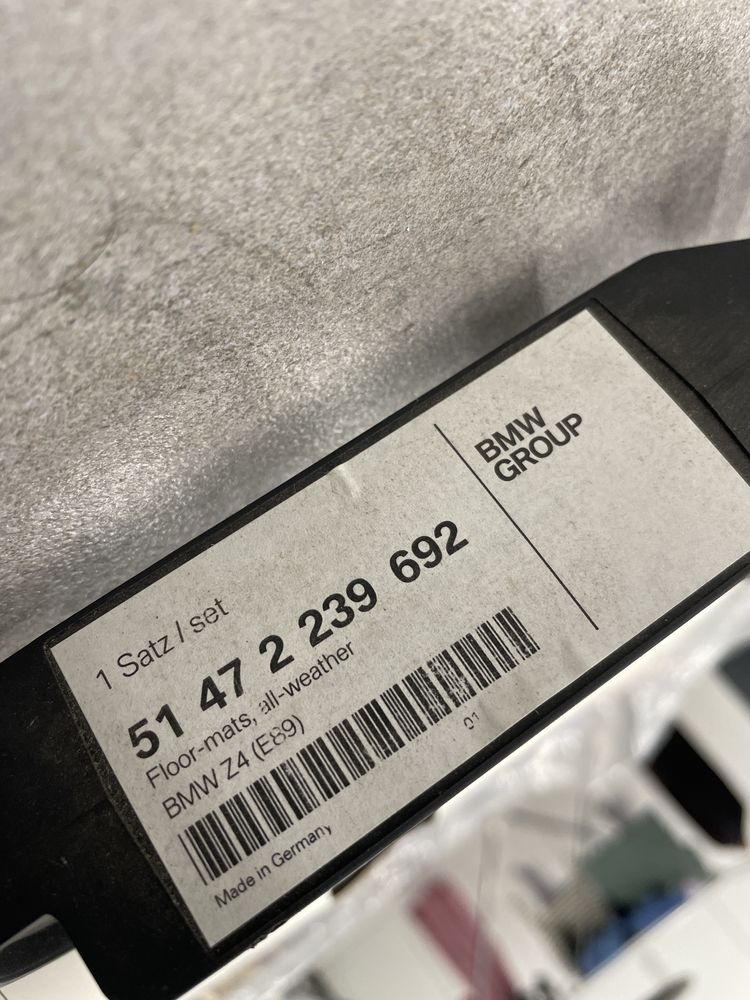 1 Satz / set
51 47 2 239 692
Floor-mats, all-weather
BMW Z4 (E89)
01
Made in Germany
BMW
GROUP